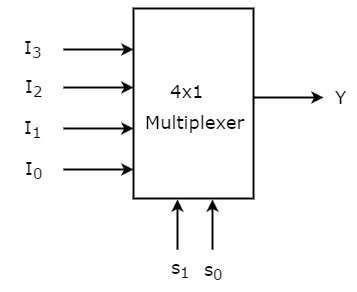 I₃
I₂
4x1
Y
I₁
Multiplexer
I₀
s₁ s₀